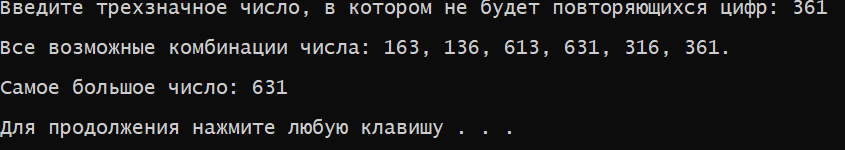 Введите трехзначное число, в котором не будет повторяющихся цифр: 361
Все возможные комбинации числа: 163, 136, 613, 631, 316, 361.
Самое большое число: 631
Для продолжения нажмите любую клавишу . . .